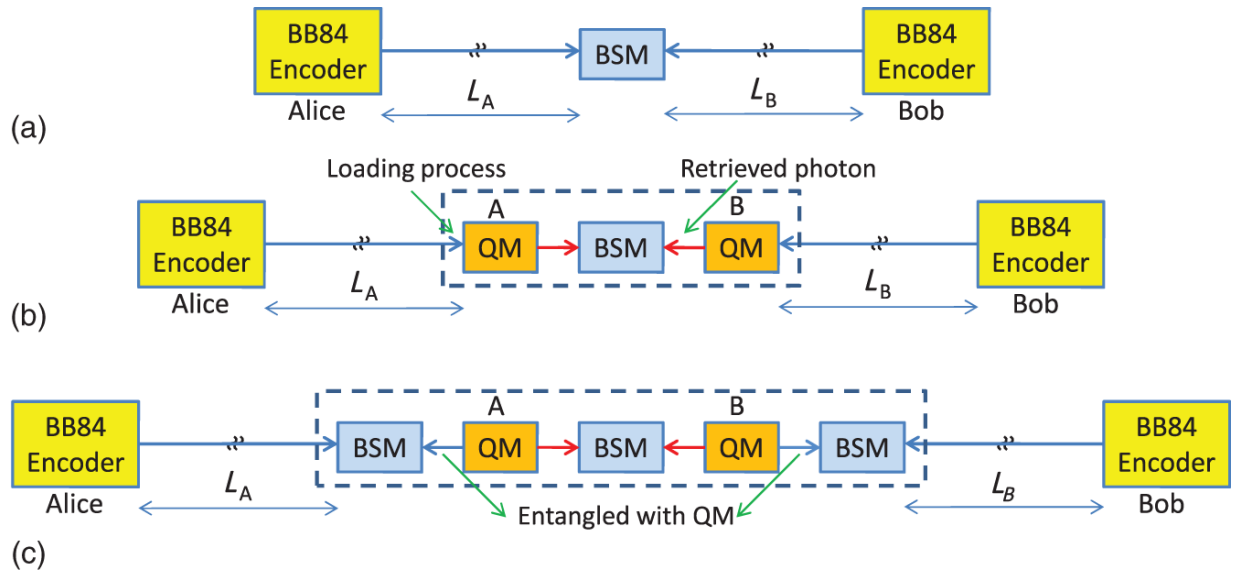 BB84
Encoder
Alice
BSM
BB84
Encoder
Bob
L_A
L_B
(a)
Loading process
Retrieved photon
BB84
Encoder
Alice
A
QM
BSM
B
QM
BB84
Encoder
Bob
L_A
L_B
(b)
BB84
Encoder
Alice
BSM
A
QM
BSM
B
QM
BSM
BB84
Encoder
Bob
L_A
Entangled with QM
L_B
(c)